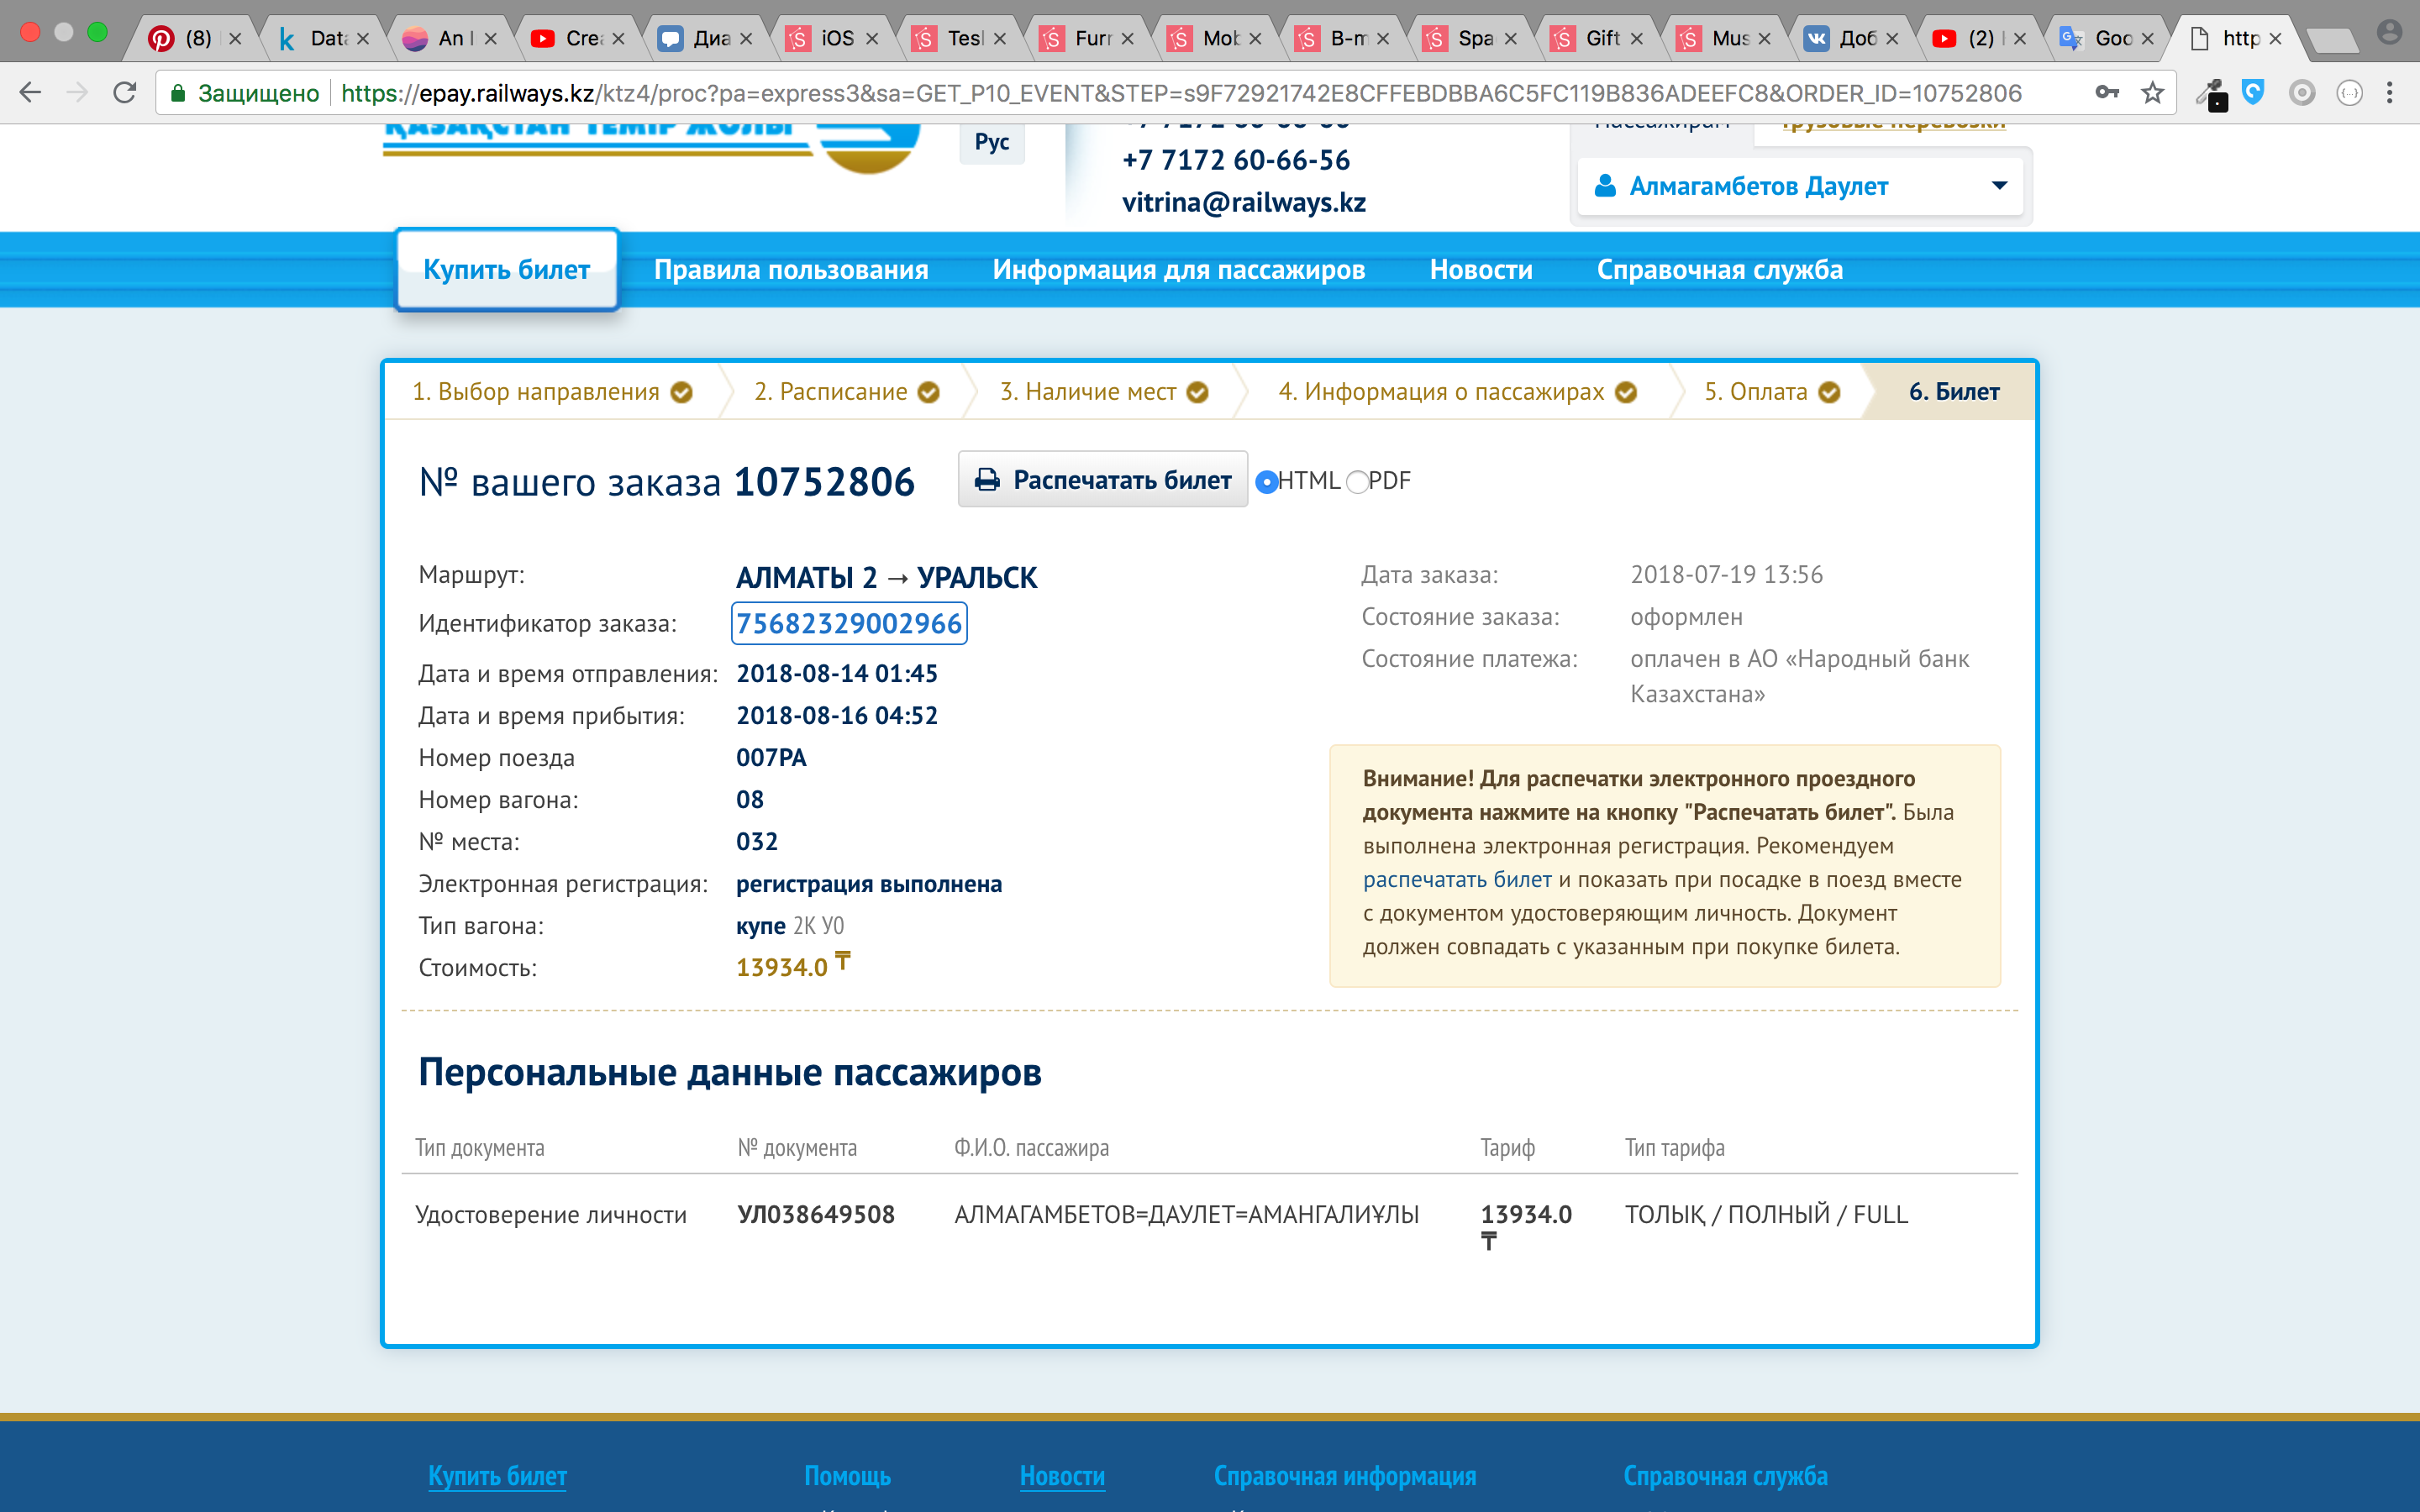 (8)
Data
An I
Crea
Диа
iOS
Tesl
Furr
Mob
B-m
Spa
Gift
Mus
Доб
(2)
Goo
http
Защищено https://epay.railways.kz/ktz4/proc?pa=express3&sa=GET_P10_EVENT&STEP=s9F72921742E8CFFEBDBBA6C5FC119B836ADEEFC8&ORDER_ID=10752806
ҚАЗАҚСТАН ТЕМІР ЖОЛЫ
Рус
+7 7172 60-66-56
vitrina@railways.kz
Пассажирам
Грузовые перевозки
Алмагамбетов Даулет
Купить билет
Правила пользования
Информация для пассажиров
Новости
Справочная служба
1. Выбор направления
2. Расписание
3. Наличие мест
4. Информация о пассажирах
5. Оплата
6. Билет
№ вашего заказа 10752806
Распечатать билет
HTML
PDF
Маршрут: АЛМАТЫ 2 → УРАЛЬСК
Идентификатор заказа: 75682329002966
Дата и время отправления: 2018-08-14 01:45
Дата и время прибытия: 2018-08-16 04:52
Номер поезда 007РА
Номер вагона: 08
№ места: 032
Электронная регистрация: регистрация выполнена
Тип вагона: купе 2К У0
Стоимость: 13934.0 ₸
Дата заказа: 2018-07-19 13:56
Состояние заказа: оформлен
Состояние платежа: оплачен в АО «Народный банк
Казахстана»
Внимание! Для распечатки электронного проездного
документа нажмите на кнопку "Распечатать билет". Была
выполнена электронная регистрация. Рекомендуем
распечатать билет и показать при посадке в поезд вместе
с документом удостоверяющим личность. Документ
должен совпадать с указанным при покупке билета.
Персональные данные пассажиров
Тип документа № документа Ф.И.О. пассажира Тариф Тип тарифа
Удостоверение личности УЛ038649508 АЛМАГАМБЕТОВ=ДАУЛЕТ=АМАНГАЛИҰЛЫ 13934.0 ТОЛЫҚ / ПОЛНЫЙ / FULL
₸
Купить билет
Помощь
Новости
Справочная информация
Справочная служба